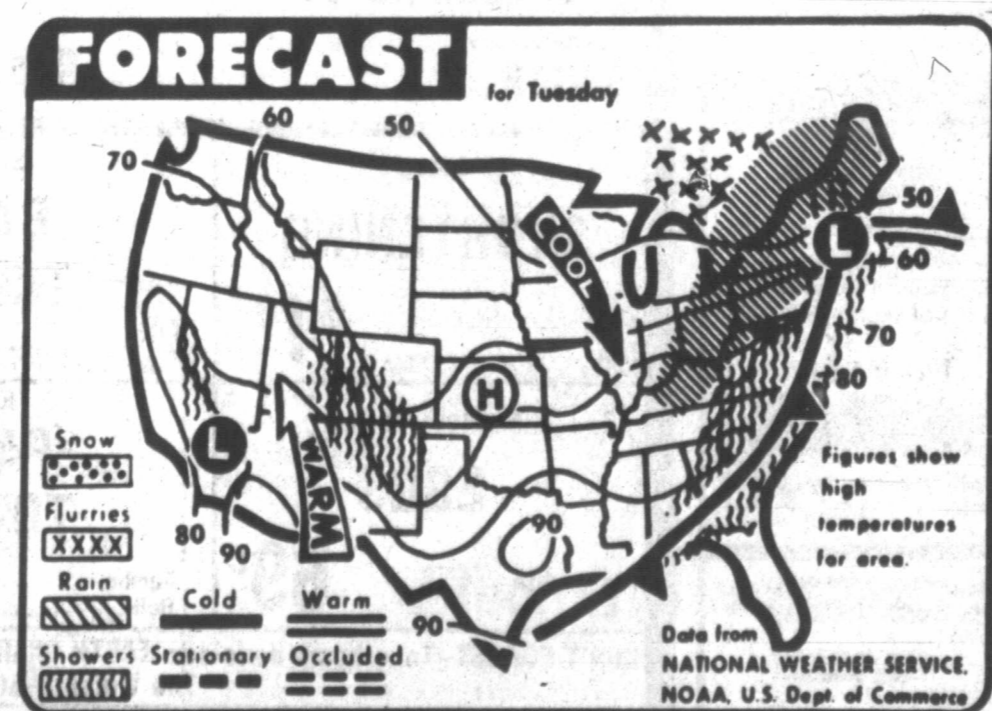 FORECAST
for Tuesday
60
50
70
50
60
70
80
COOL
H
L
L
WARM
80
90
90
90
Snow
Flurries
XXXX
Rain
Showers
Cold
Warm
Stationary
Occluded
Figures show
high
temperatures
for area.
Data from
NATIONAL WEATHER SERVICE.
NOAA, U.S. Dept. of Commerce